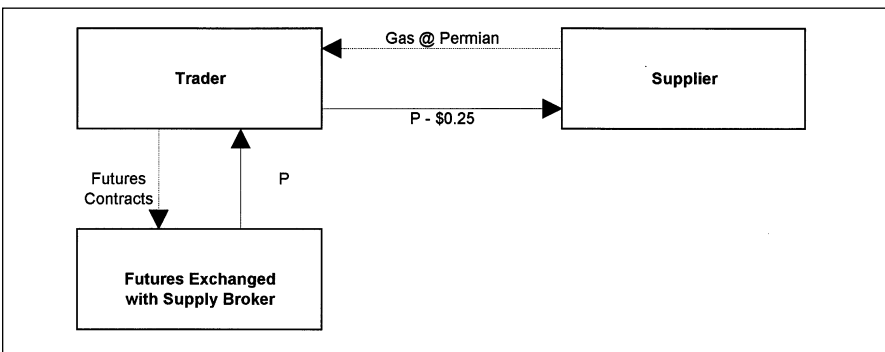 Gas @ Permian
Trader
Supplier
P - $0.25
Futures
Contracts
P
Futures Exchanged
with Supply Broker